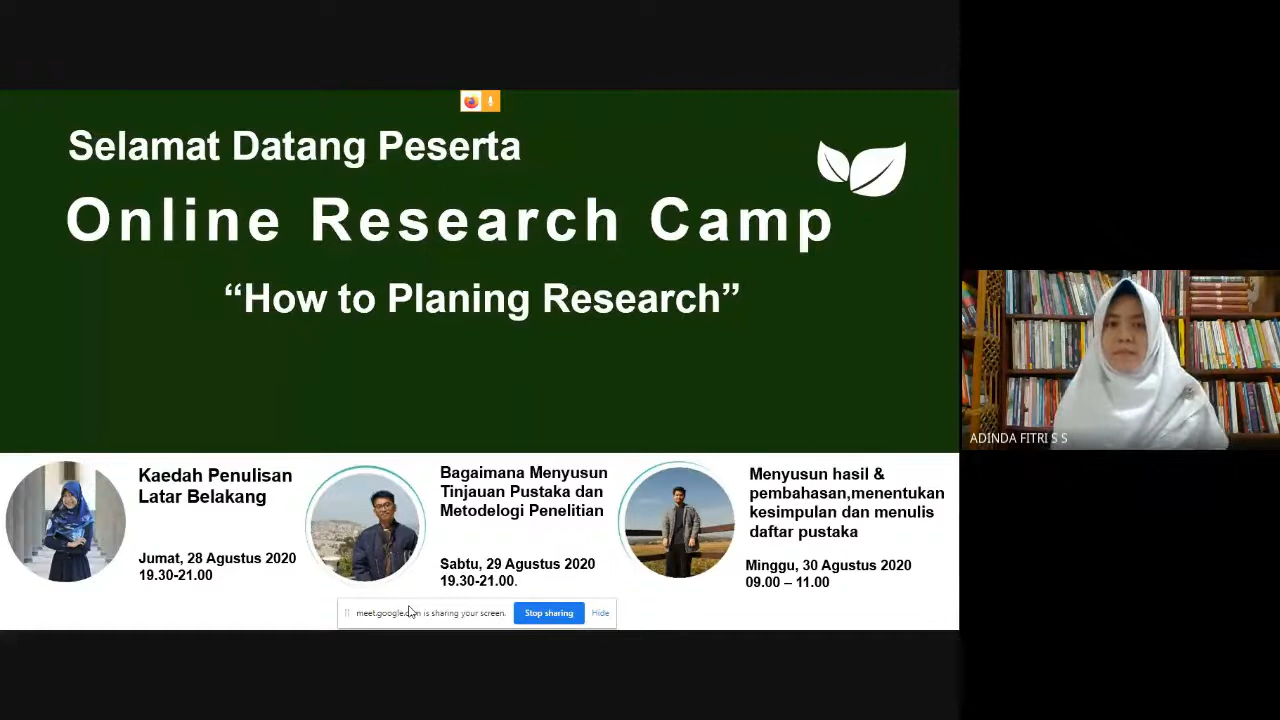 Selamat Datang Peserta
Online Research Camp
“How to Planing Research”
ADINDA FITRI S S
Kaedah Penulisan
Latar Belakang
Jumat, 28 Agustus 2020
19.30-21.00
Bagaimana Menyusun
Tinjauan Pustaka dan
Metodelogi Penelitian
Sabtu, 29 Agustus 2020
19.30-21.00.
Menyusun hasil &
pembahasan,menentukan
kesimpulan dan menulis
daftar pustaka
Minggu, 30 Agustus 2020
09.00 – 11.00
meet.google.com is sharing your screen. Stop sharing Hide